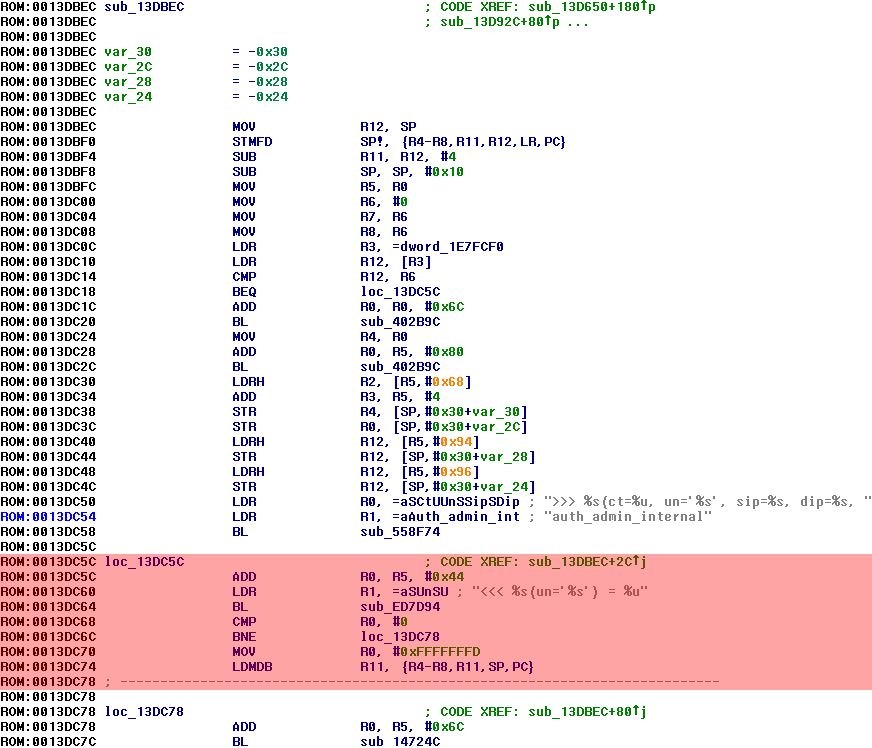 ROM:0013DBEC sub_13DBEC ; CODE XREF: sub_13D650+180↑p
ROM:0013DBEC ; sub_13D92C+80↑p ...
ROM:0013DBEC
ROM:0013DBEC var_30 = -0x30
ROM:0013DBEC var_2C = -0x2C
ROM:0013DBEC var_28 = -0x28
ROM:0013DBEC var_24 = -0x24
ROM:0013DBEC
ROM:0013DBEC MOV R12, SP
ROM:0013DBF0 STMFD SP!, {R4-R8,R11,R12,LR,PC}
ROM:0013DBF4 SUB R11, R12, #4
ROM:0013DBF8 SUB SP, SP, #0x10
ROM:0013DBFC MOV R5, R0
ROM:0013DC00 MOV R6, #0
ROM:0013DC04 MOV R7, R6
ROM:0013DC08 MOV R8, R6
ROM:0013DC0C LDR R3, =dword_1E7FCF0
ROM:0013DC10 LDR R12, [R3]
ROM:0013DC14 CMP R12, R6
ROM:0013DC18 BEQ loc_13DC5C
ROM:0013DC1C ADD R0, R0, #0x6C
ROM:0013DC20 BL sub_402B9C
ROM:0013DC24 MOV R4, R0
ROM:0013DC28 ADD R0, R5, #0x80
ROM:0013DC2C BL sub_402B9C
ROM:0013DC30 LDRH R2, [R5,#0x68]
ROM:0013DC34 ADD R3, R5, #4
ROM:0013DC38 STR R4, [SP,#0x30+var_30]
ROM:0013DC3C STR R0, [SP,#0x30+var_2C]
ROM:0013DC40 LDRH R12, [R5,#0x94]
ROM:0013DC44 STR R12, [SP,#0x30+var_28]
ROM:0013DC48 LDRH R12, [R5,#0x96]
ROM:0013DC4C STR R12, [SP,#0x30+var_24]
ROM:0013DC50 LDR R0, =aSCtUUnSSipSDip ; ">>> %s(ct=%u, un='%s', sip=%s, dip=%s, "
ROM:0013DC54 LDR R1, =aAuth_admin_int ; "auth_admin_internal"
ROM:0013DC58 BL sub_558F74
ROM:0013DC5C
ROM:0013DC5C loc_13DC5C ; CODE XREF: sub_13DBEC+2C↑j
ROM:0013DC5C ADD R0, R5, #0x44
ROM:0013DC60 LDR R1, =aSUnSU ; "<<< %s(un='%s') = %u"
ROM:0013DC64 BL sub_ED7D94
ROM:0013DC68 CMP R0, #0
ROM:0013DC6C BNE loc_13DC78
ROM:0013DC70 MOV R0, #0xFFFFFFFD
ROM:0013DC74 LDMDB R11, {R4-R8,R11,SP,PC}
ROM:0013DC78 ; ---------------------------------------------------------------------------
ROM:0013DC78
ROM:0013DC78 loc_13DC78 ; CODE XREF: sub_13DBEC+80↑j
ROM:0013DC78 ADD R0, R5, #0x6C
ROM:0013DC7C BL sub_14724C